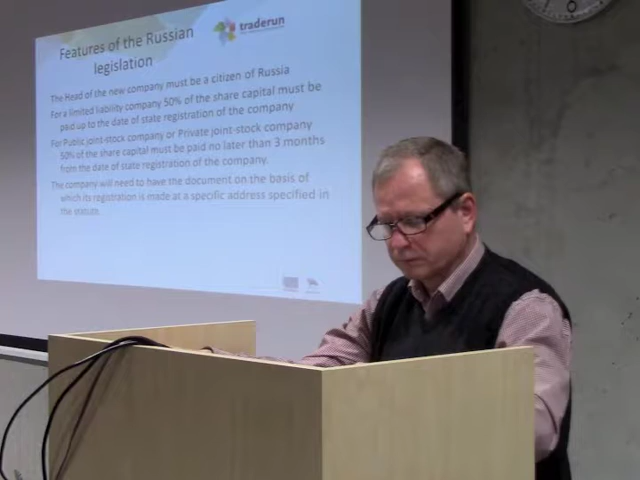 traderun
Features of the Russian
legislation
The Head of the new company must be a citizen of Russia
For a limited liability company 50% of the share capital must be
paid up to the date of state registration of the company
For Public joint-stock company or Private joint-stock company
50% of the share capital must be paid no later than 3 months
from the date of state registration of the company.
The company will need to have the document on the basis of
which its registration is made at a specific address specified in
the statute.